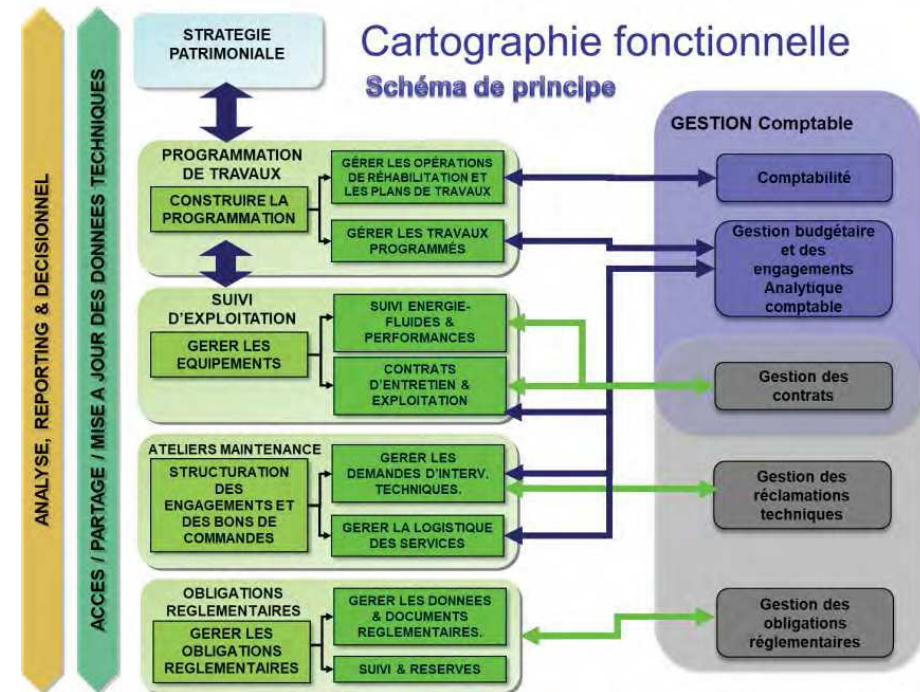 Cartographie fonctionnelle
Schéma de principe
ANALYSE, REPORTING & DECISIONNEL
ACCES / PARTAGE / MISE A JOUR DES DONNEES TECHNIQUES
STRATEGIE
PATRIMONIALE
PROGRAMMATION
DE TRAVAUX
CONSTRUIRE LA
PROGRAMMATION
GÉRER LES OPÉRATIONS
DE RÉHABILITATION ET
LES PLANS DE TRAVAUX
GÉRER LES TRAVAUX
PROGRAMMÉS
SUIVI
D'EXPLOITATION
GERER LES
EQUIPEMENTS
SUIVI ENERGIE-
FLUIDES &
PERFORMANCES
CONTRATS
D'ENTRETIEN &
EXPLOITATION
ATELIERS MAINTENANCE
STRUCTURATION
DES
ENGAGEMENTS ET
DES BONS DE
COMMANDES
GERER LES
DEMANDES D'INTERV.
TECHNIQUES.
GERER LA LOGISTIQUE
DES SERVICES
OBLIGATIONS
REGLEMENTAIRES
GERER LES
OBLIGATIONS
REGLEMENTAIRES
GERER LES DONNEES
& DOCUMENTS
REGLEMENTAIRES.
SUIVI & RESERVES
GESTION Comptable
Comptabilité
Gestion budgétaire
et des
engagements
Analytique
comptable
Gestion des
contrats
Gestion des
réclamations
techniques
Gestion des
obligations
réglementaires